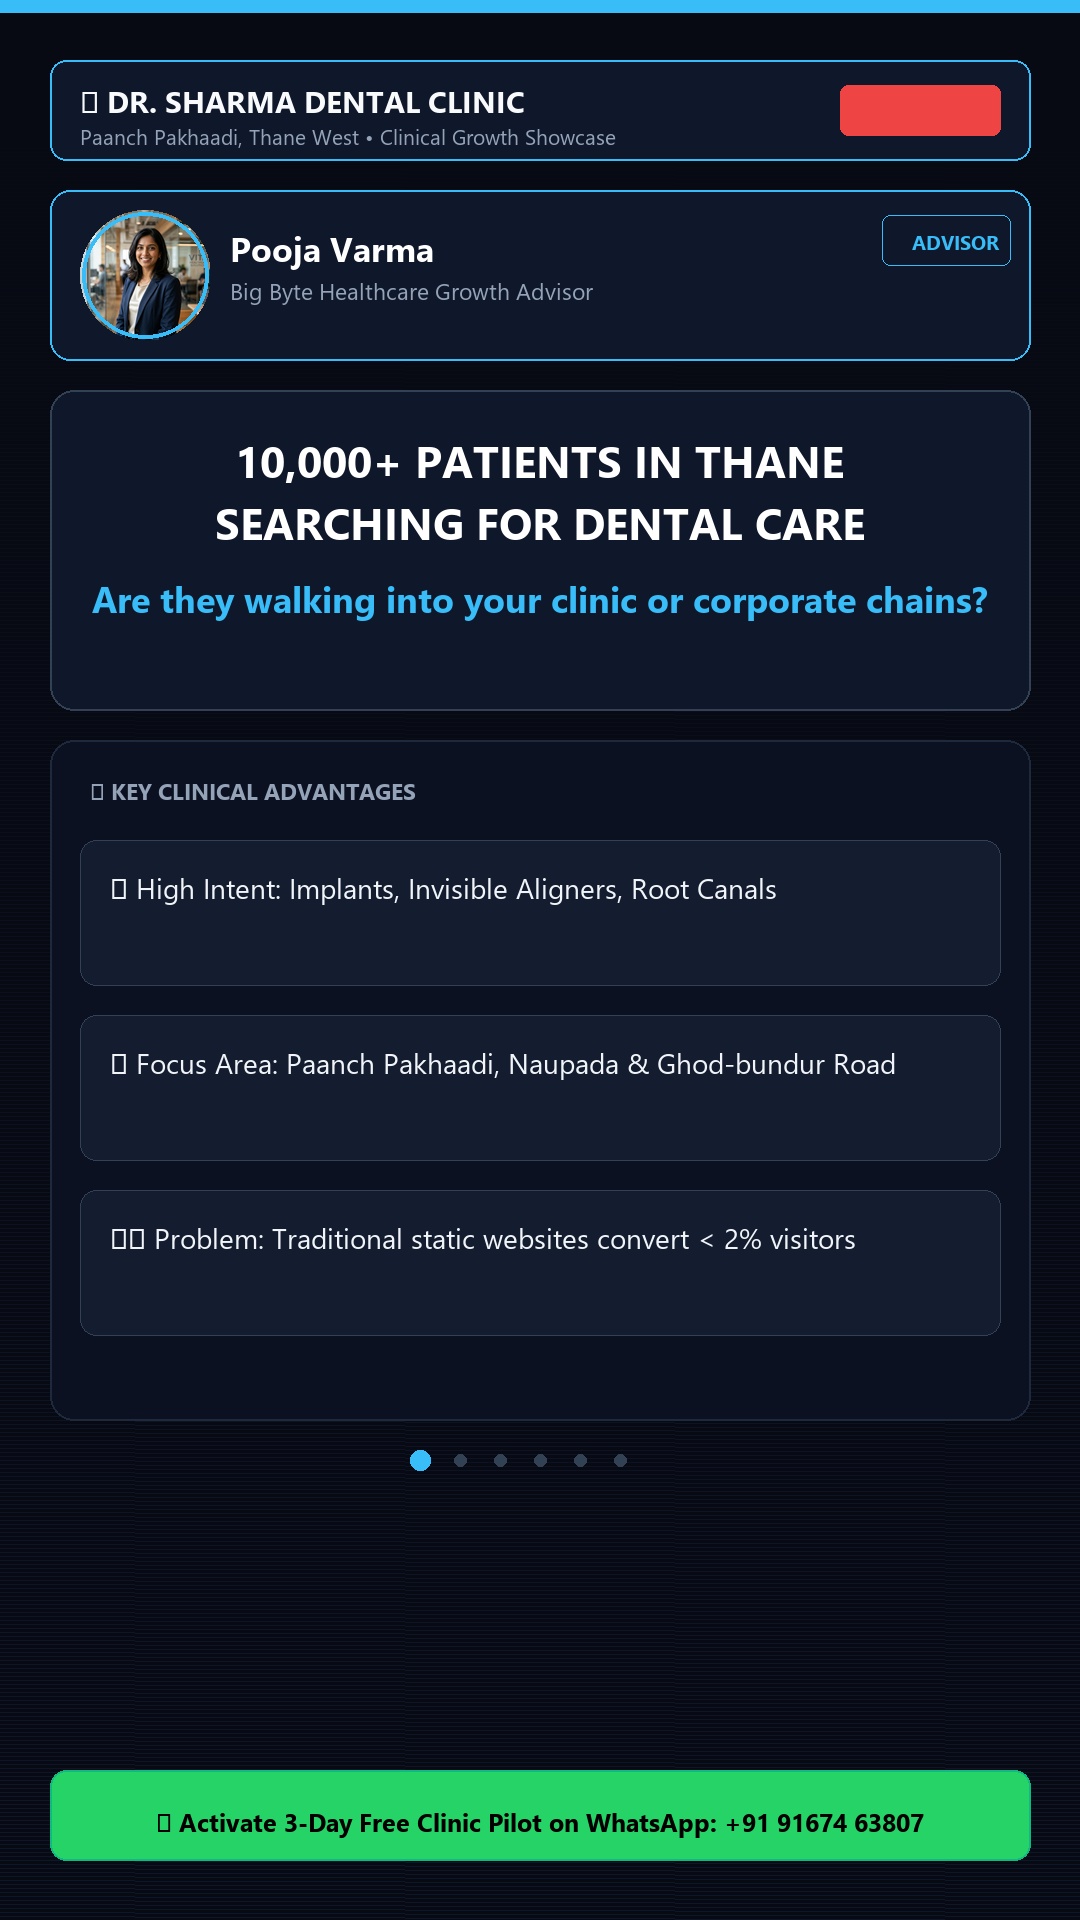 DR. SHARMA DENTAL CLINIC
Paanch Pakhaadi, Thane West • Clinical Growth Showcase
Pooja Varma
ADVISOR
Big Byte Healthcare Growth Advisor
10,000+ PATIENTS IN THANE
SEARCHING FOR DENTAL CARE
Are they walking into your clinic or corporate chains?
KEY CLINICAL ADVANTAGES
High Intent: Implants, Invisible Aligners, Root Canals
Focus Area: Paanch Pakhaadi, Naupada & Ghod-bundur Road
Problem: Traditional static websites convert < 2% visitors
Activate 3-Day Free Clinic Pilot on WhatsApp: +91 91674 63807